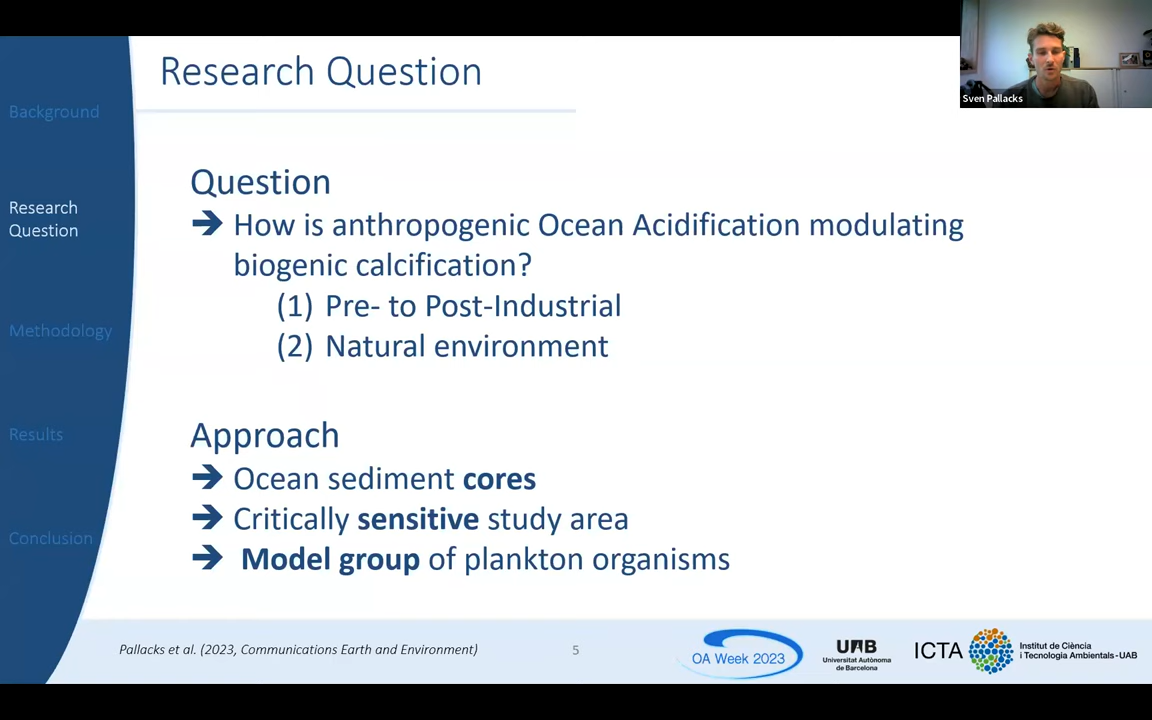 Research Question
Sven Pallacks
Background
Research
Question
Methodology
Results
Conclusion
Question
➔ How is anthropogenic Ocean Acidification modulating
biogenic calcification?
(1) Pre- to Post-Industrial
(2) Natural environment
Approach
➔ Ocean sediment cores
➔ Critically sensitive study area
➔ Model group of plankton organisms
Pallacks et al. (2023, Communications Earth and Environment)
5
OA Week 2023
UAB
Universitat Autònoma
de Barcelona
ICTA
Institut de Ciència
i Tecnologia Ambientals-UAB